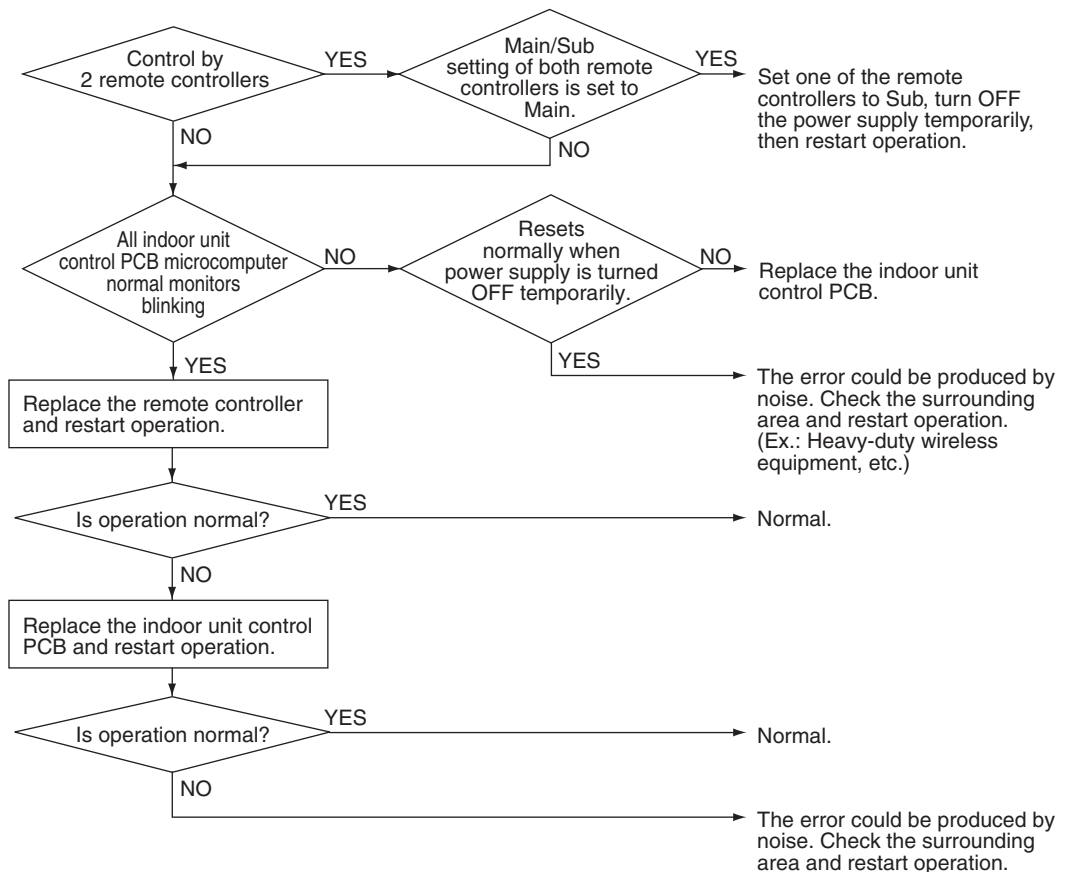 Control by
2 remote controllers
YES
Main/Sub
setting of both remote
controllers is set to
Main.
YES
Set one of the remote
controllers to Sub, turn OFF
the power supply temporarily,
then restart operation.
NO
NO
All indoor unit
control PCB microcomputer
normal monitors
blinking
NO
Resets
normally when
power supply is turned
OFF temporarily.
NO
Replace the indoor unit
control PCB.
YES
YES
The error could be produced by
noise. Check the surrounding
area and restart operation.
(Ex.: Heavy-duty wireless
equipment, etc.)
Replace the remote controller
and restart operation.
Is operation normal?
YES
Normal.
NO
Replace the indoor unit control
PCB and restart operation.
Is operation normal?
YES
Normal.
NO
The error could be produced by
noise. Check the surrounding
area and restart operation.